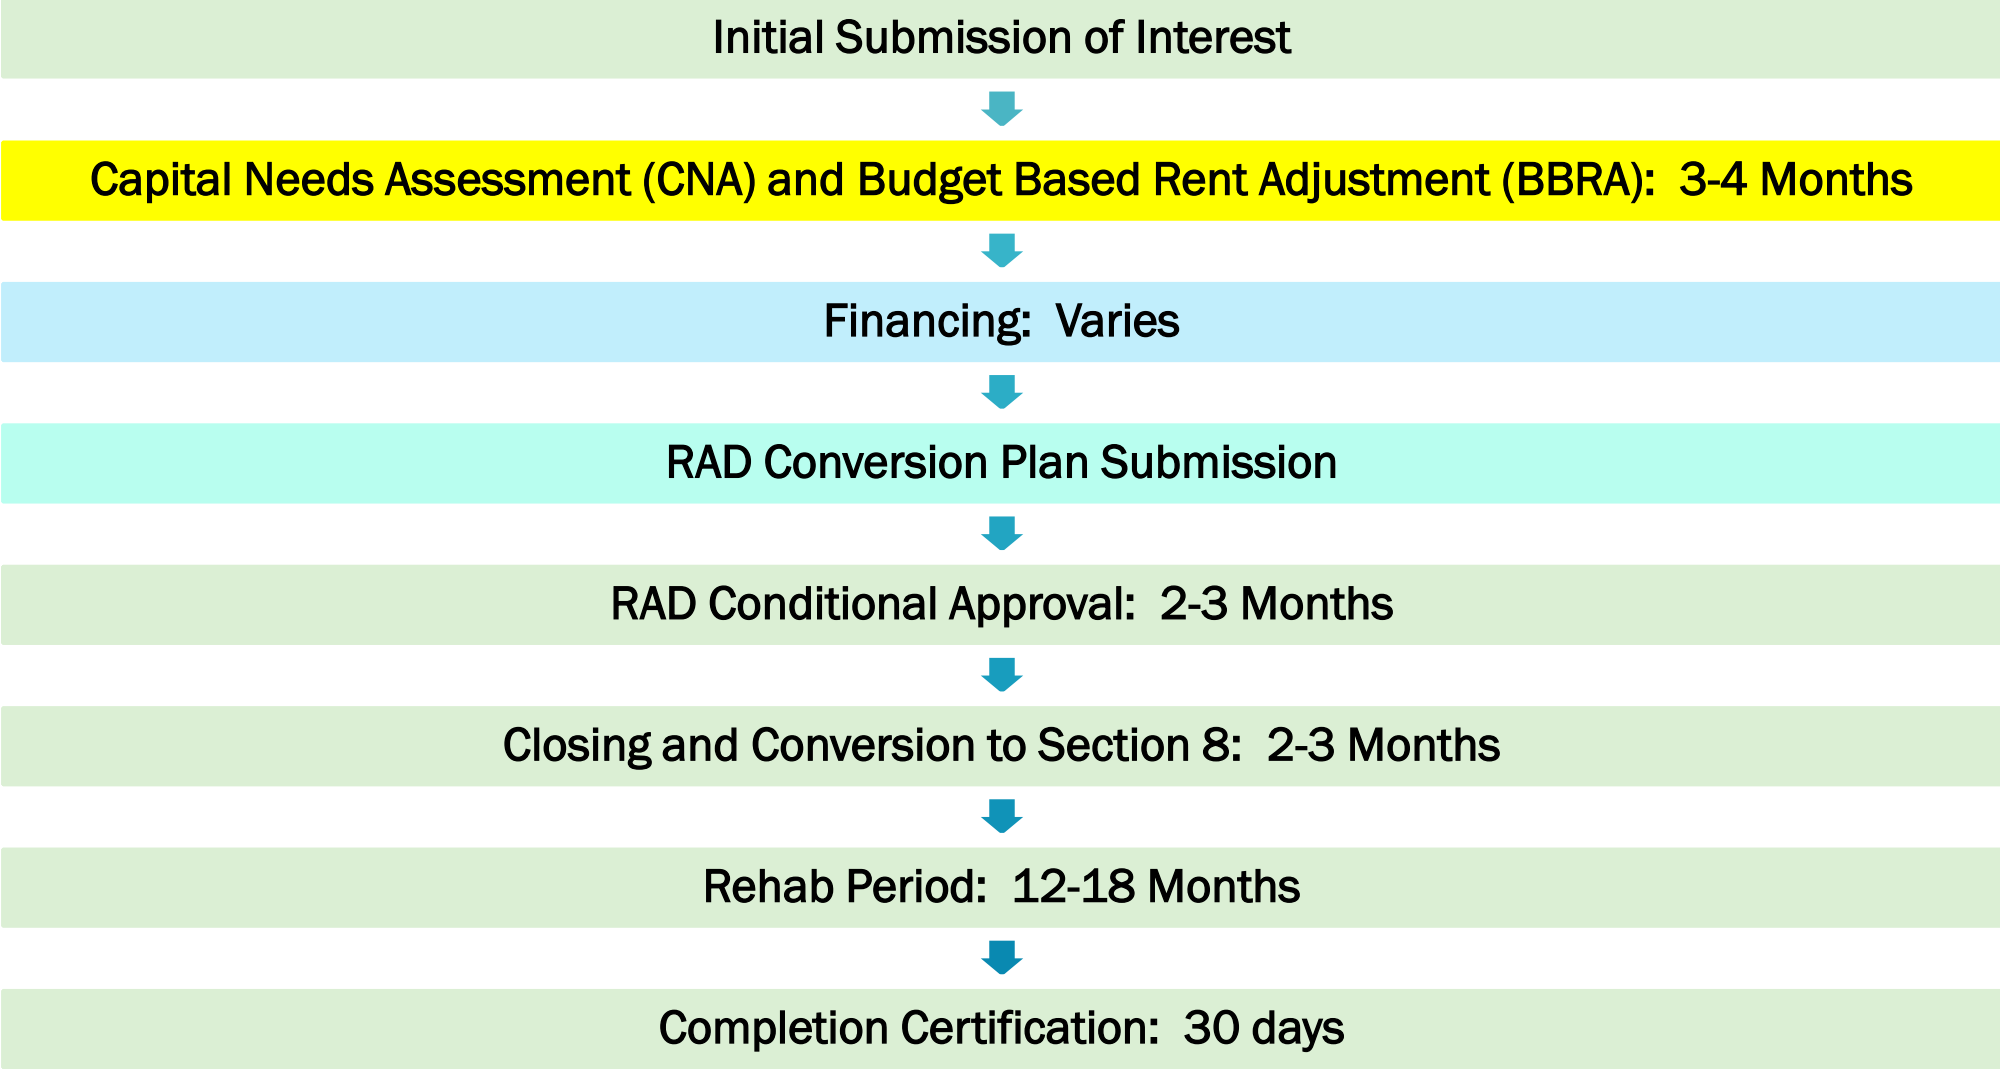 Initial Submission of Interest
Capital Needs Assessment (CNA) and Budget Based Rent Adjustment (BBRA):  3-4 Months
Financing:  Varies
RAD Conversion Plan Submission
RAD Conditional Approval:  2-3 Months
Closing and Conversion to Section 8:  2-3 Months
Rehab Period:  12-18 Months
Completion Certification:  30 days